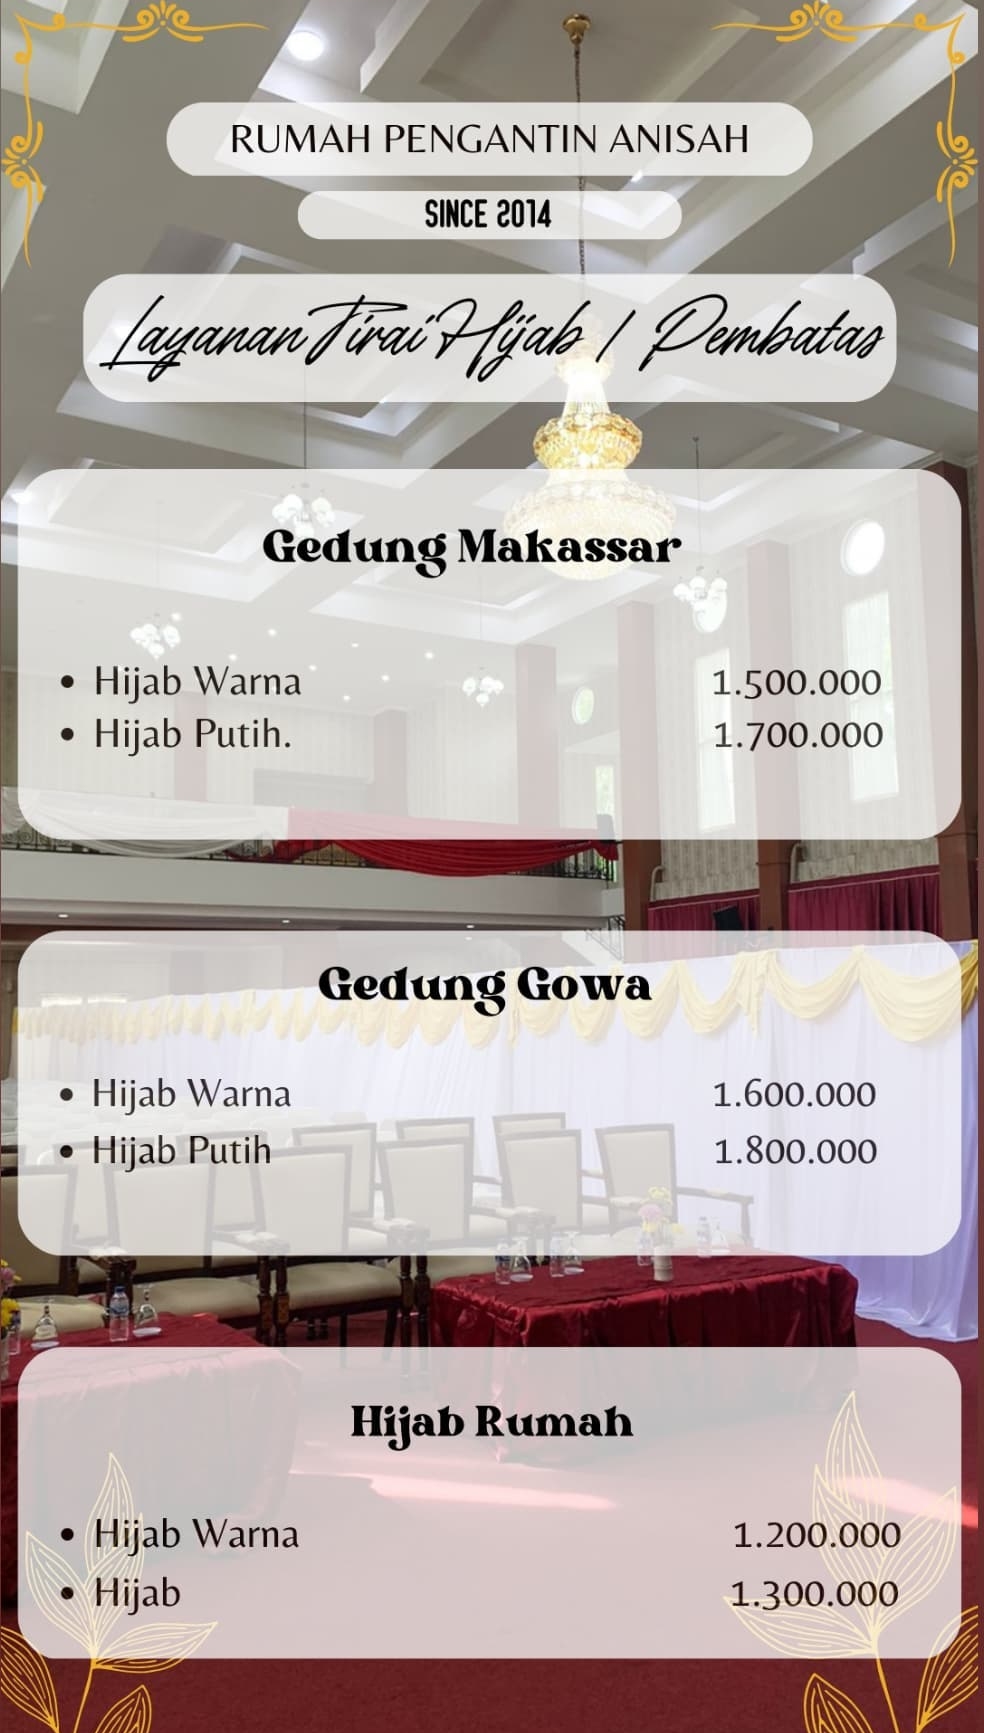 RUMAH PENGANTIN ANISAH
SINCE 2014
Layanan Tirai Hijab / Pembatas
Gedung Makassar
• Hijab Warna 1.500.000
• Hijab Putih. 1.700.000
Gedung Gowa
• Hijab Warna 1.600.000
• Hijab Putih 1.800.000
Hijab Rumah
• Hijab Warna 1.200.000
• Hijab 1.300.000